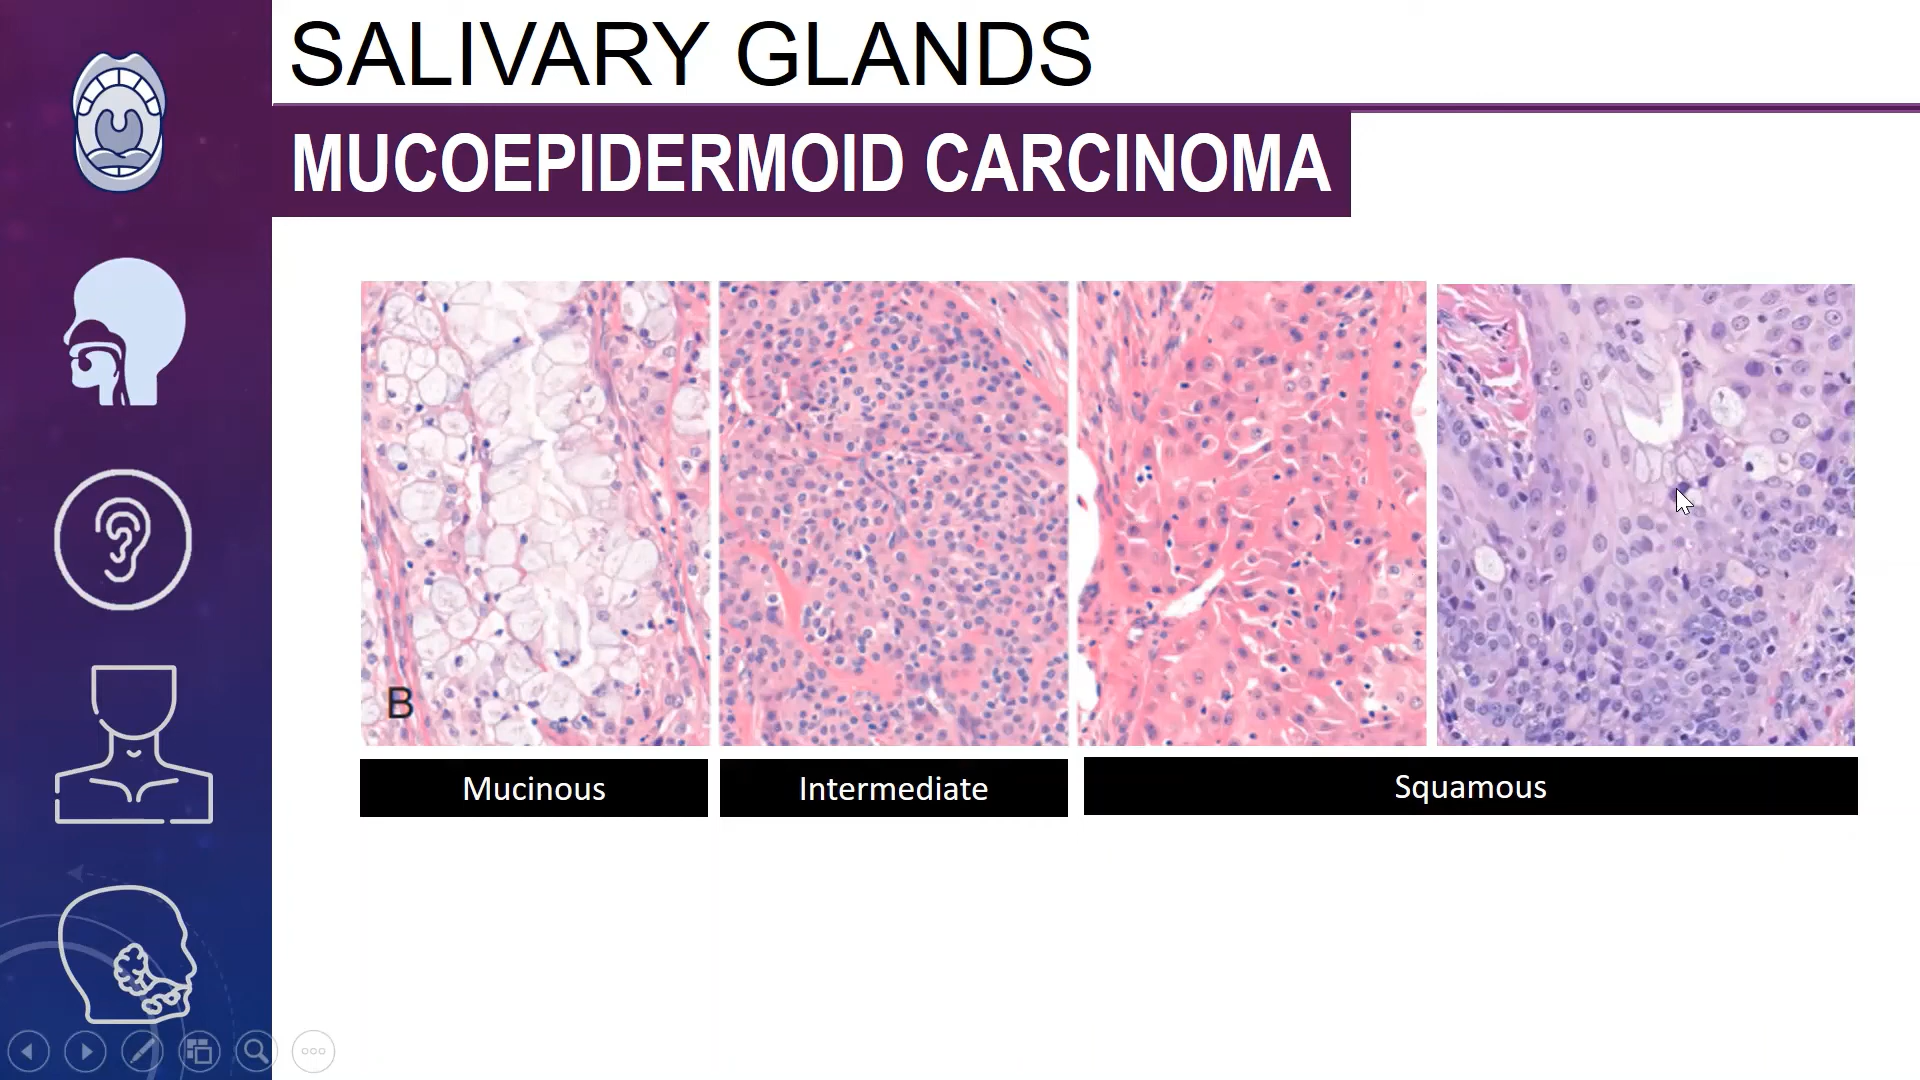 SALIVARY GLANDS
MUCOEPIDERMOID CARCINOMA
B
Mucinous
Intermediate
Squamous